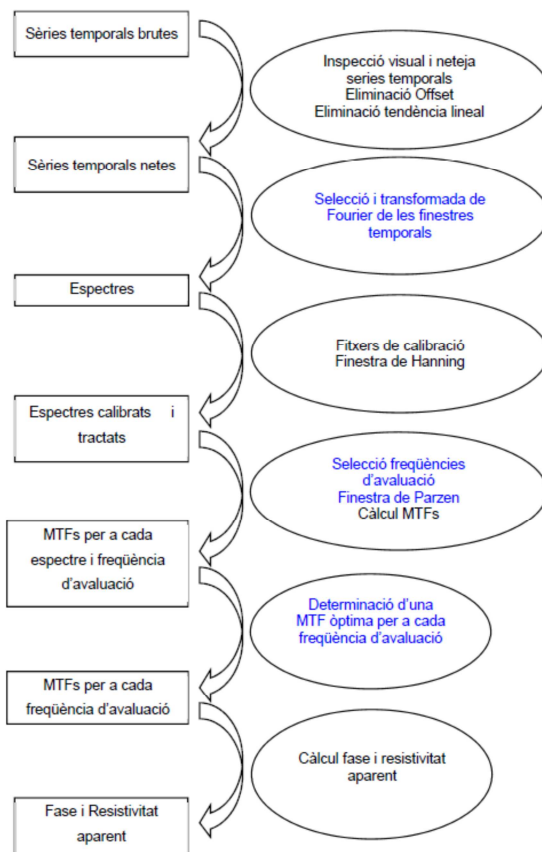 Sèries temporals brutes
Inspecció visual i neteja
series temporals
Eliminació Offset
Eliminació tendència lineal
Sèries temporals netes
Selecció i transformada de
Fourier de les finestres
temporals
Espectres
Fitxers de calibració
Finestra de Hanning
Espectres calibrats i
tractats
Selecció freqüències
d'avaluació
Finestra de Parzen
Càlcul MTFs
MTFs per a cada
espectre i freqüència
d'avaluació
Determinació d'una
MTF òptima per a cada
freqüència d'avaluació
MTFs per a cada
freqüència d'avaluació
Càlcul fase i resistivitat
aparent
Fase i Resistivitat
aparent